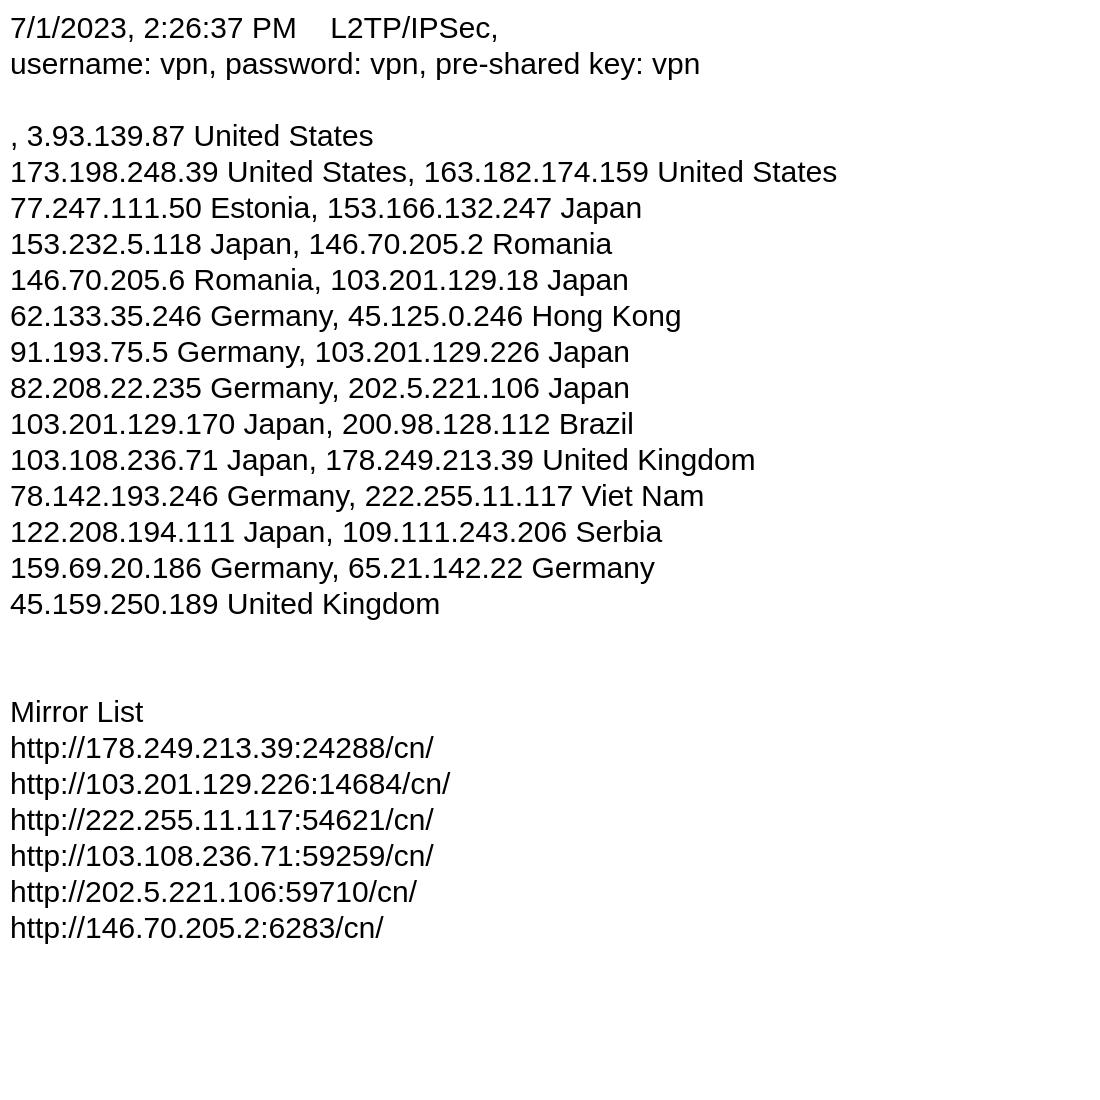 7/1/2023, 2:26:37 PM    L2TP/IPSec,
username: vpn, password: vpn, pre-shared key: vpn
, 3.93.139.87 United States
173.198.248.39 United States, 163.182.174.159 United States
77.247.111.50 Estonia, 153.166.132.247 Japan
153.232.5.118 Japan, 146.70.205.2 Romania
146.70.205.6 Romania, 103.201.129.18 Japan
62.133.35.246 Germany, 45.125.0.246 Hong Kong
91.193.75.5 Germany, 103.201.129.226 Japan
82.208.22.235 Germany, 202.5.221.106 Japan
103.201.129.170 Japan, 200.98.128.112 Brazil
103.108.236.71 Japan, 178.249.213.39 United Kingdom
78.142.193.246 Germany, 222.255.11.117 Viet Nam
122.208.194.111 Japan, 109.111.243.206 Serbia
159.69.20.186 Germany, 65.21.142.22 Germany
45.159.250.189 United Kingdom
Mirror List
http://178.249.213.39:24288/cn/
http://103.201.129.226:14684/cn/
http://222.255.11.117:54621/cn/
http://103.108.236.71:59259/cn/
http://202.5.221.106:59710/cn/
http://146.70.205.2:6283/cn/